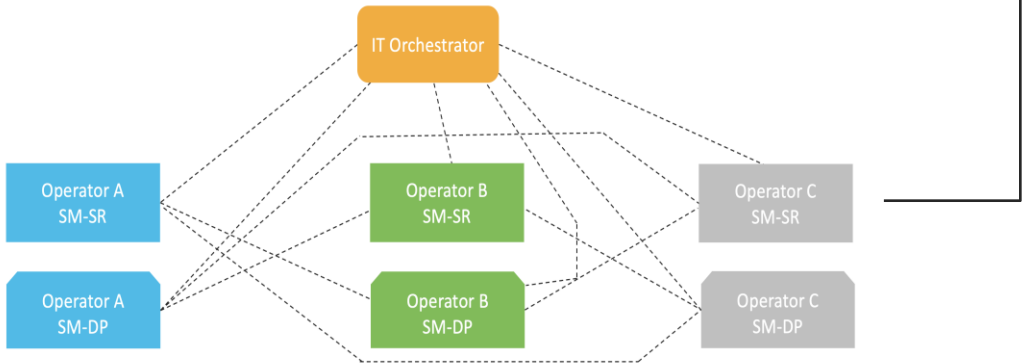 IT Orchestrator
Operator A
SM-SR
Operator B
SM-SR
Operator C
SM-SR
Operator A
SM-DP
Operator B
SM-DP
Operator C
SM-DP